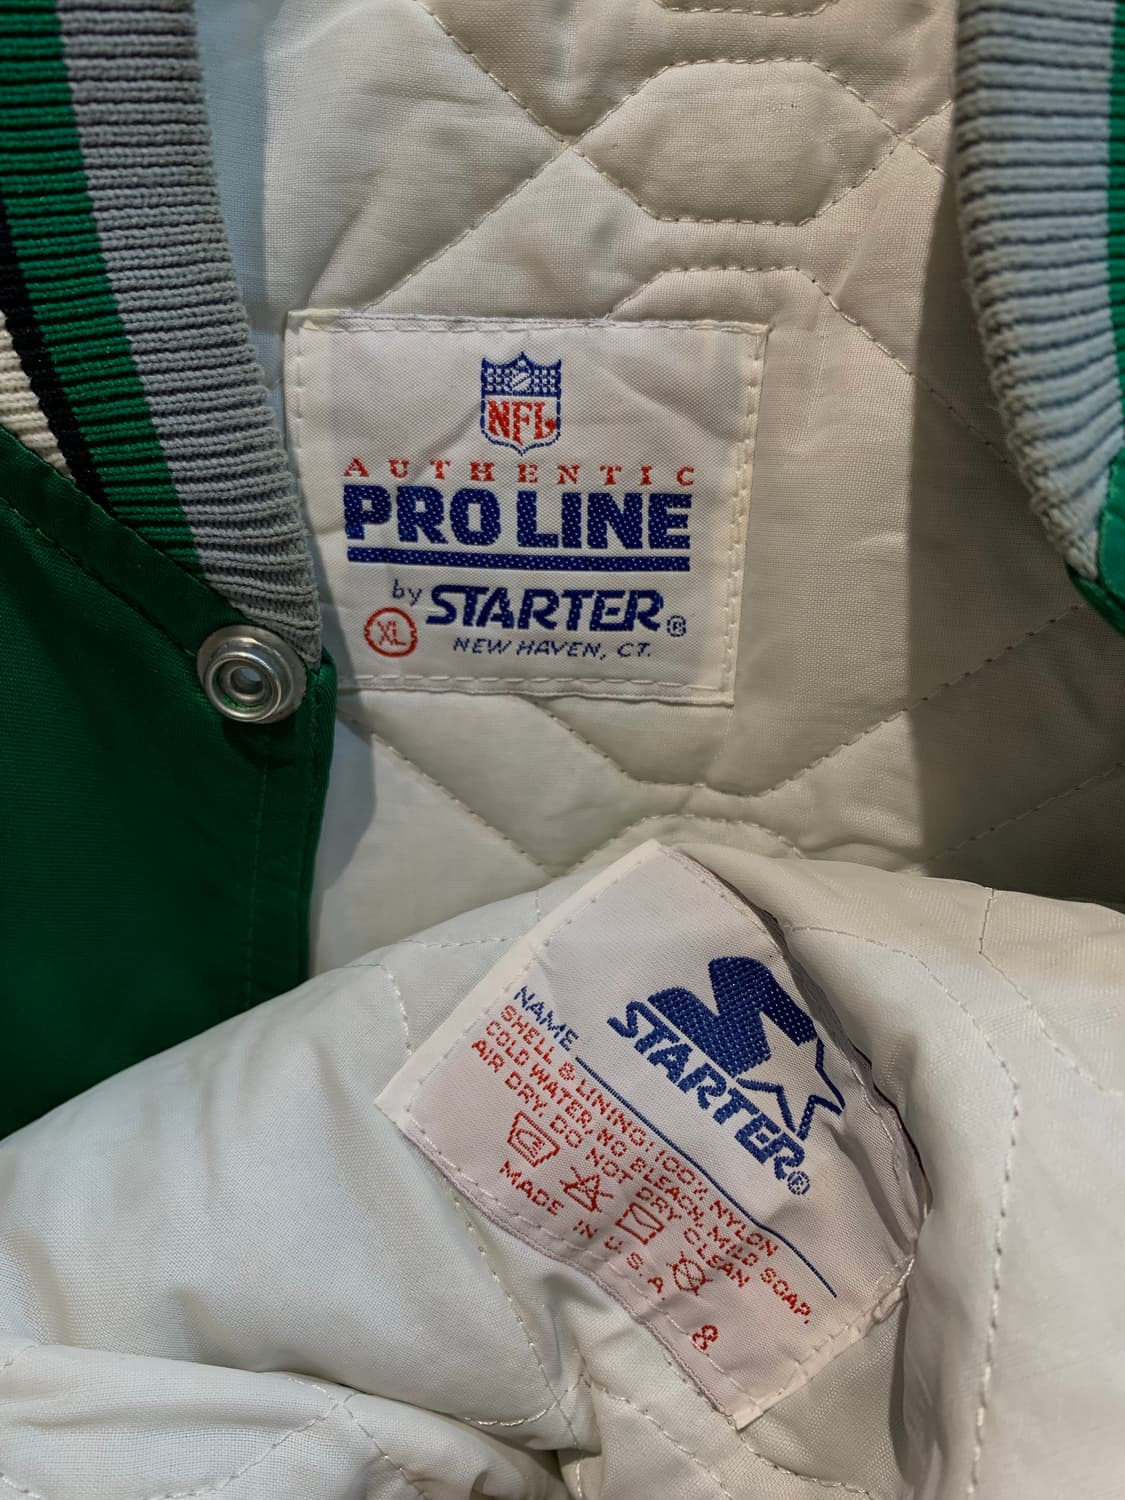 NFL
AUTHENTIC
PRO LINE
by STARTER®
XL
NEW HAVEN, CT.
STARTER®
NAME
SHELL & LINING: 100% NYLON
COLD WATER, NO BLEACH, MILD SOAP,
AIR DRY. DO NOT DRY CLEAN
MADE IN U.S.A.
8